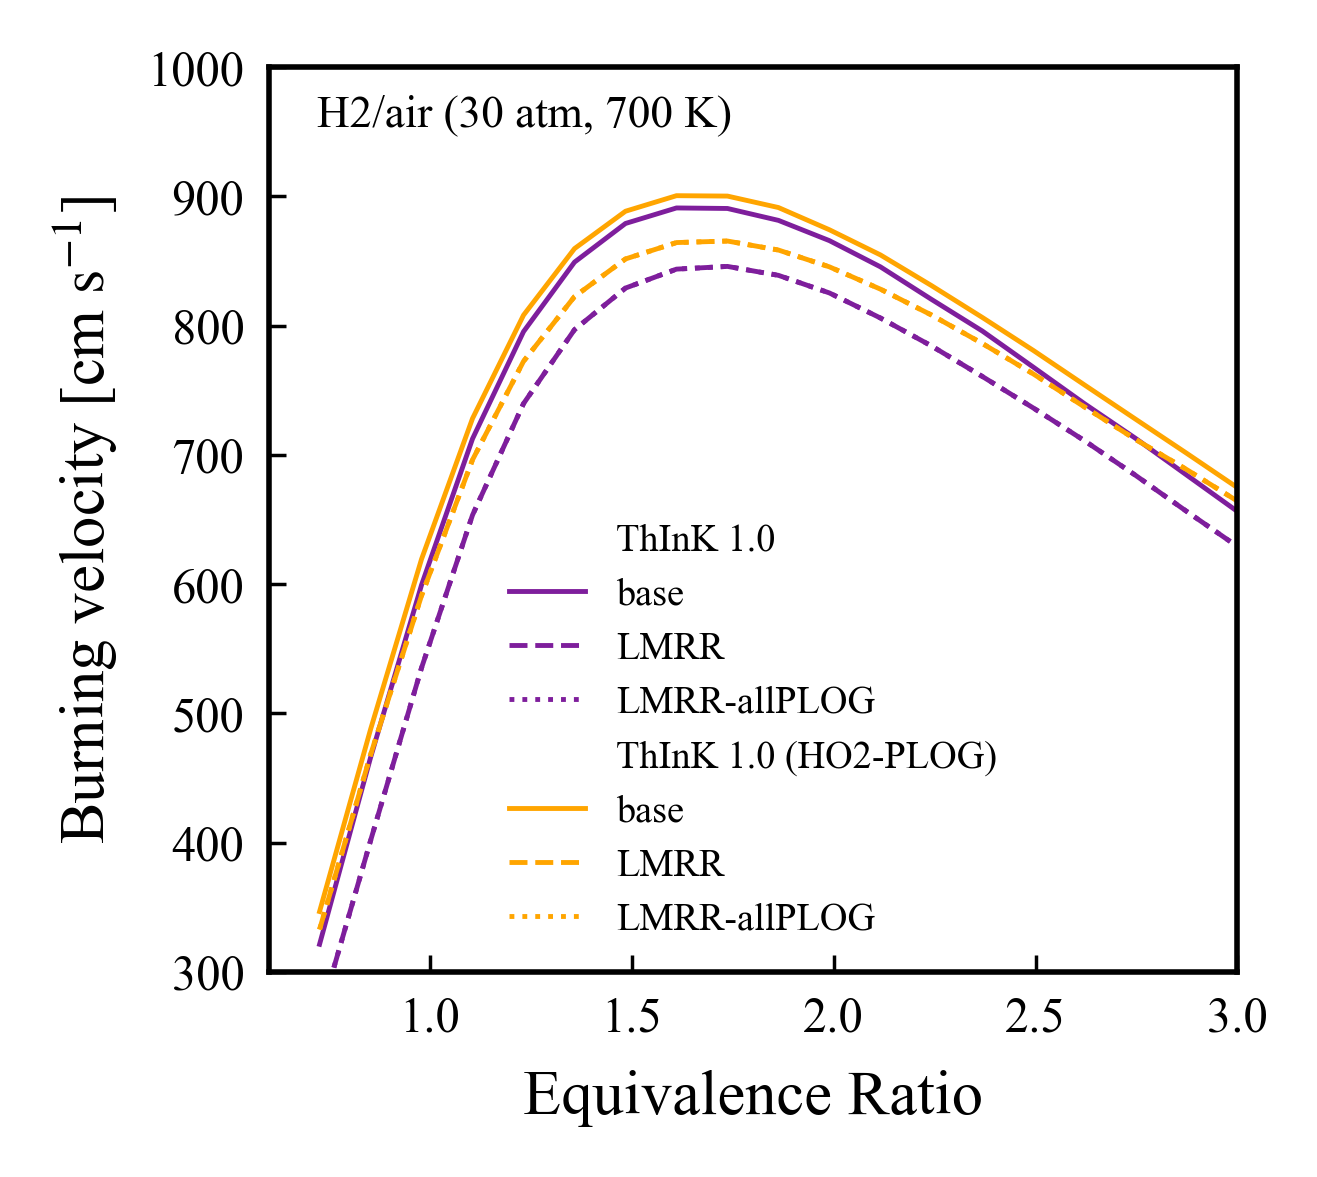 H2/air (30 atm, 700 K)
1000
900
800
700
600
500
400
300
Burning velocity [cm s⁻¹]
ThInK 1.0
base
LMRR
LMRR-allPLOG
ThInK 1.0 (HO2-PLOG)
base
LMRR
LMRR-allPLOG
1.0 1.5 2.0 2.5 3.0
Equivalence Ratio